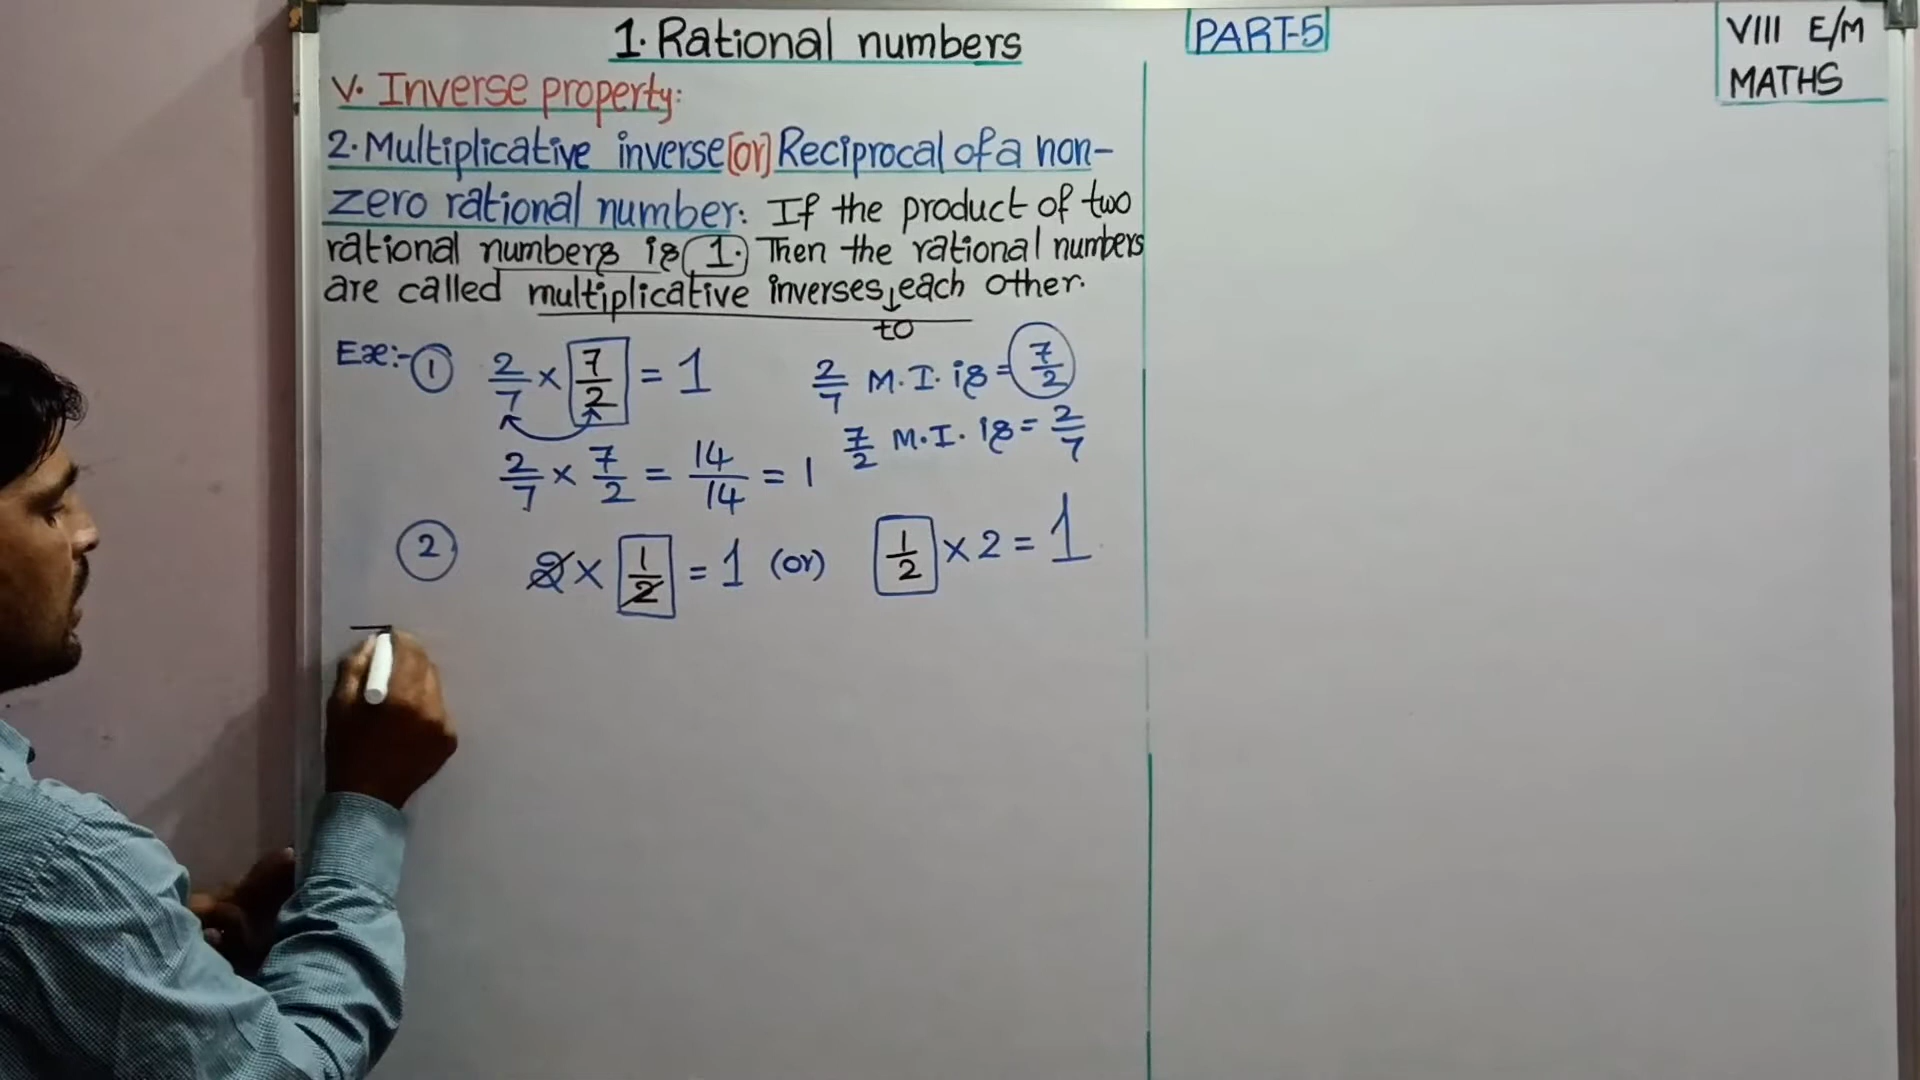 1. Rational numbers
PART-5
VIII E/M
MATHS
V. Inverse property:
2. Multiplicative inverse [or] Reciprocal of a non-
zero rational number: If the product of two
rational numbers is 1. Then the rational numbers
are called multiplicative inverses each other.
to
Ex:- ① 2/7 × 7/2 = 1
2/7 M.I. is = 7/2
7/2 M.I. is = 2/7
2/7 × 7/2 = 14/14 = 1
② 2 × 1/2 = 1 (or) 1/2 × 2 = 1